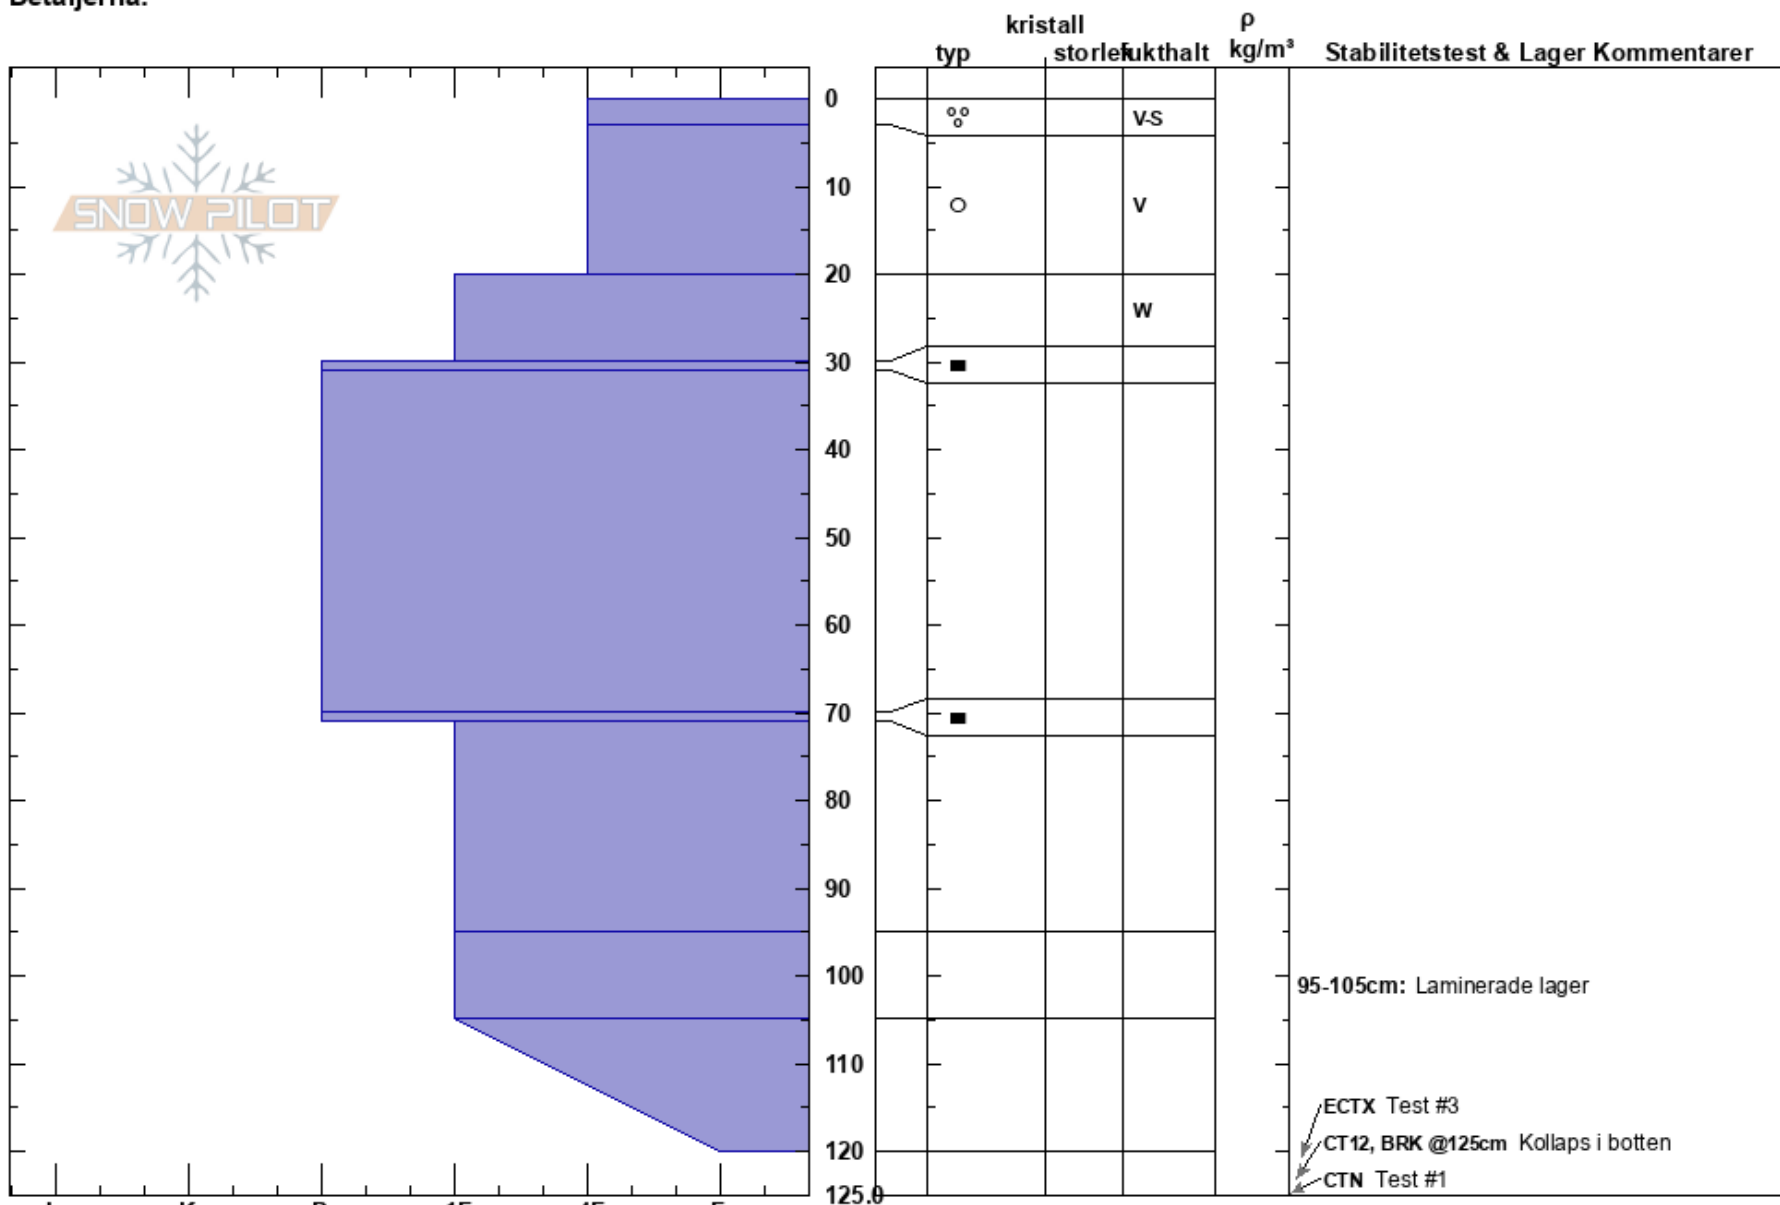 Detaljerna:
kristall
ρ
typ
storlek
fukthalt
kg/m³
Stabilitetstest & Lager Kommentarer
SNOW PILOT
0
V-S
10
V
20
W
30
40
50
60
70
80
90
100
95-105cm: Laminerade lager
110
ECTX Test #3
CT12, BRK @125cm Kollaps i botten
120
CTN Test #1
125.0